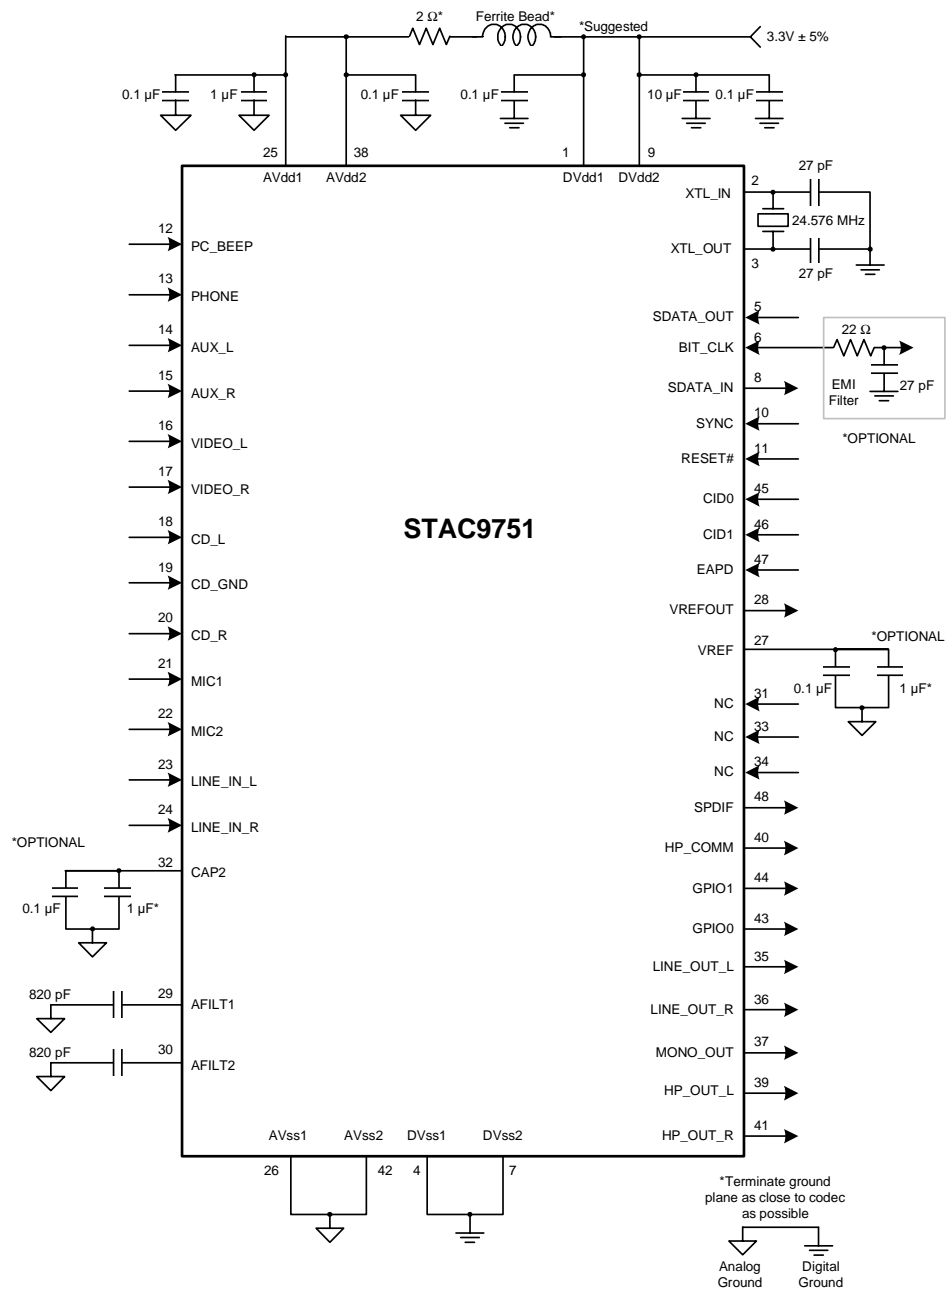 2 Ω*
Ferrite Bead*
*Suggested
3.3V ± 5%
0.1 µF
1 µF
0.1 µF
0.1 µF
10 µF
0.1 µF
25
38
1
9
AVdd1
AVdd2
DVdd1
DVdd2
27 pF
2
XTL_IN
24.576 MHz
XTL_OUT
3
27 pF
12
PC_BEEP
13
PHONE
14
AUX_L
15
AUX_R
16
VIDEO_L
17
VIDEO_R
18
CD_L
19
CD_GND
20
CD_R
21
MIC1
22
MIC2
23
LINE_IN_L
24
LINE_IN_R
*OPTIONAL
32
CAP2
0.1 µF
1 µF*
820 pF
29
AFILT1
820 pF
30
AFILT2
STAC9751
5
SDATA_OUT
6
BIT_CLK
22 Ω
EMI
Filter
27 pF
*OPTIONAL
8
SDATA_IN
10
SYNC
11
RESET#
45
CID0
46
CID1
47
EAPD
28
VREFOUT
27
VREF
*OPTIONAL
0.1 µF
1 µF*
31
NC
33
NC
34
NC
48
SPDIF
40
HP_COMM
44
GPIO1
43
GPIO0
35
LINE_OUT_L
36
LINE_OUT_R
37
MONO_OUT
39
HP_OUT_L
41
HP_OUT_R
AVss1
AVss2
DVss1
DVss2
26
42
4
7
*Terminate ground
plane as close to codec
as possible
Analog
Ground
Digital
Ground